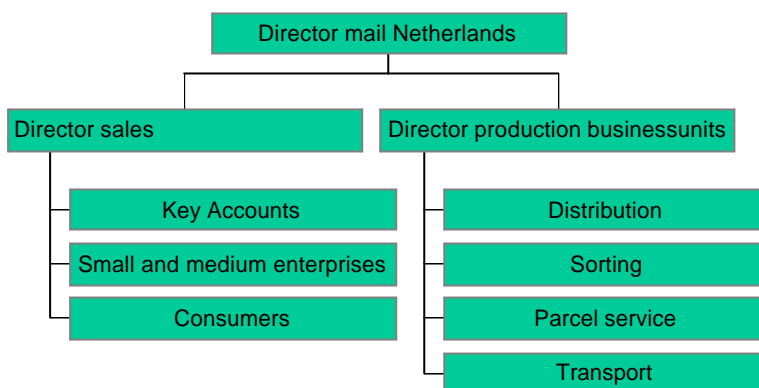 Director mail Netherlands
Director sales
Director production businessunits
Key Accounts
Small and medium enterprises
Consumers
Distribution
Sorting
Parcel service
Transport